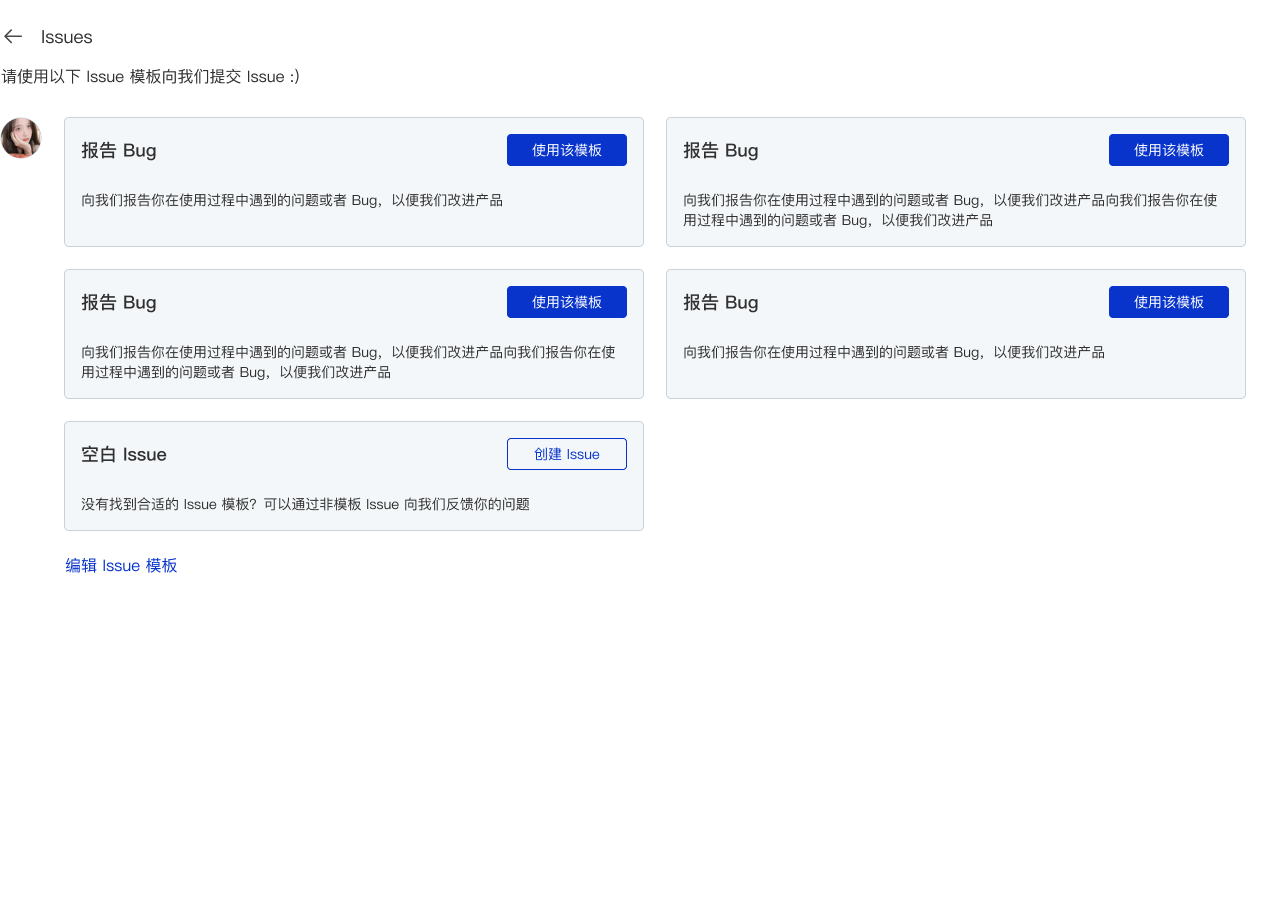 Issues
请使用以下 Issue 模板向我们提交 Issue :)
报告 Bug
使用该模板
向我们报告你在使用过程中遇到的问题或者 Bug，以便我们改进产品
报告 Bug
使用该模板
向我们报告你在使用过程中遇到的问题或者 Bug，以便我们改进产品向我们报告你在使
用过程中遇到的问题或者 Bug，以便我们改进产品
报告 Bug
使用该模板
向我们报告你在使用过程中遇到的问题或者 Bug，以便我们改进产品向我们报告你在使
用过程中遇到的问题或者 Bug，以便我们改进产品
报告 Bug
使用该模板
向我们报告你在使用过程中遇到的问题或者 Bug，以便我们改进产品
空白 Issue
创建 Issue
没有找到合适的 Issue 模板？可以通过非模板 Issue 向我们反馈你的问题
编辑 Issue 模板